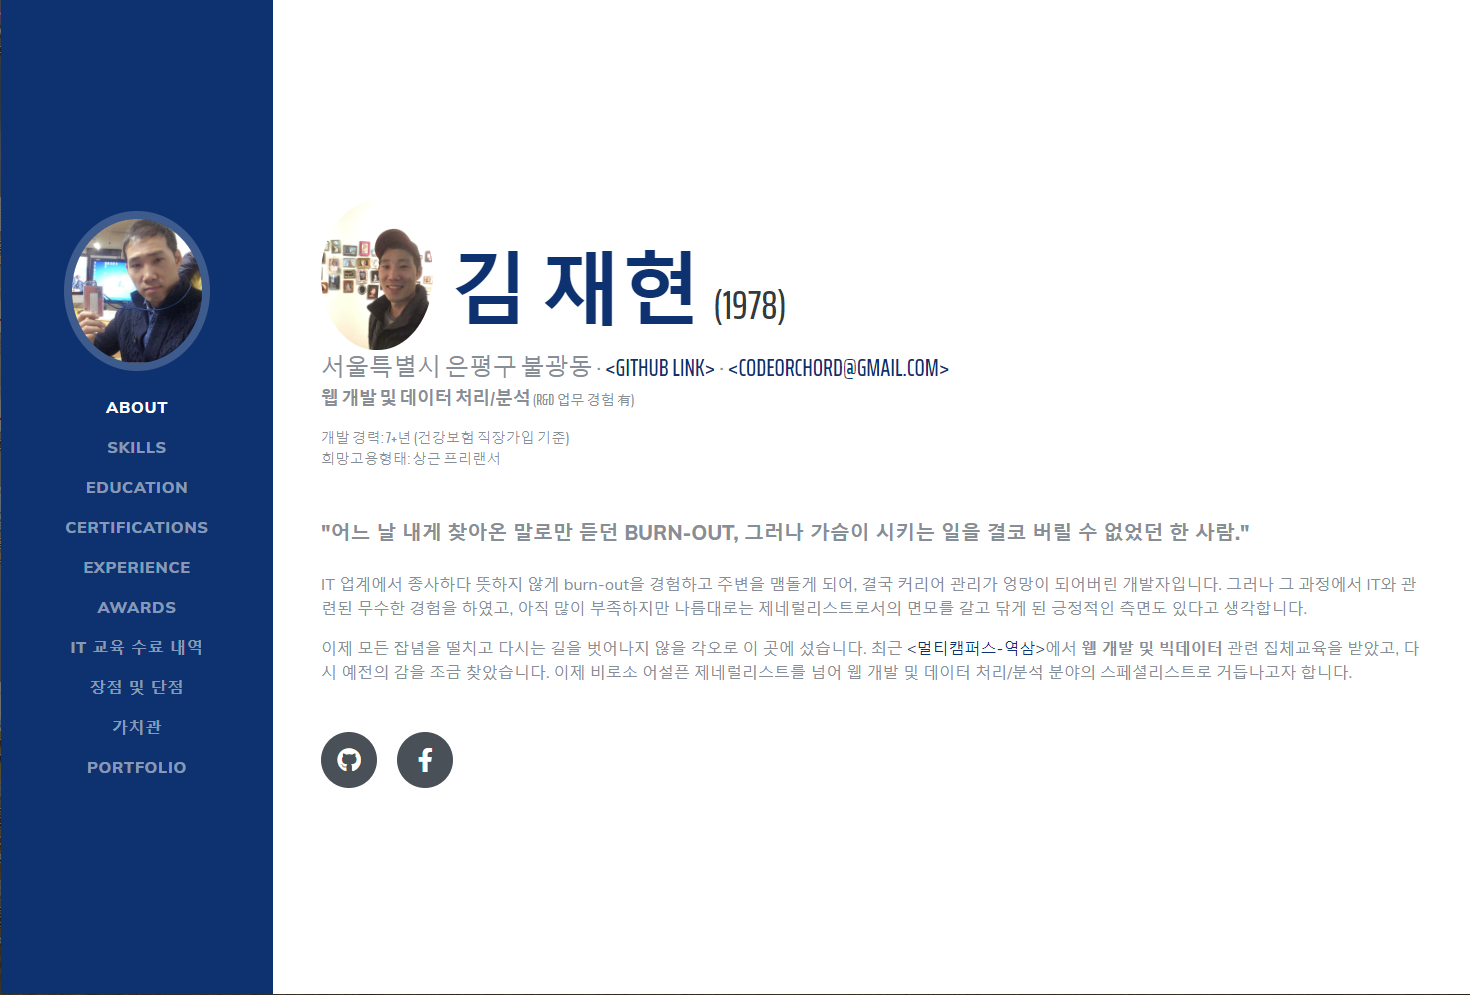 ABOUT
SKILLS
EDUCATION
CERTIFICATIONS
EXPERIENCE
AWARDS
IT 교육 수료 내역
장점 및 단점
가치관
PORTFOLIO
김 재현 (1978)
서울특별시 은평구 불광동 · <GITHUB LINK> · <CODEORCHORD@GMAIL.COM>
웹 개발 및 데이터 처리/분석 (R&D 업무 경험 有)
개발 경력: 7+년 (건강보험 직장가입 기준)
희망고용형태: 상근 프리랜서
"어느 날 내게 찾아온 말로만 듣던 BURN-OUT, 그러나 가슴이 시키는 일을 결코 버릴 수 없었던 한 사람."
IT 업계에서 종사하다 뜻하지 않게 burn-out을 경험하고 주변을 맴돌게 되어, 결국 커리어 관리가 엉망이 되어버린 개발자입니다. 그러나 그 과정에서 IT와 관
련된 무수한 경험을 하였고, 아직 많이 부족하지만 나름대로는 제네럴리스트로서의 면모를 갈고 닦게 된 긍정적인 측면도 있다고 생각합니다.
이제 모든 잡념을 떨치고 다시는 길을 벗어나지 않을 각오로 이 곳에 섰습니다. 최근 <멀티캠퍼스-역삼>에서 웹 개발 및 빅데이터 관련 집체교육을 받았고, 다
시 예전의 감을 조금 찾았습니다. 이제 비로소 어설픈 제네럴리스트를 넘어 웹 개발 및 데이터 처리/분석 분야의 스페셜리스트로 거듭나고자 합니다.